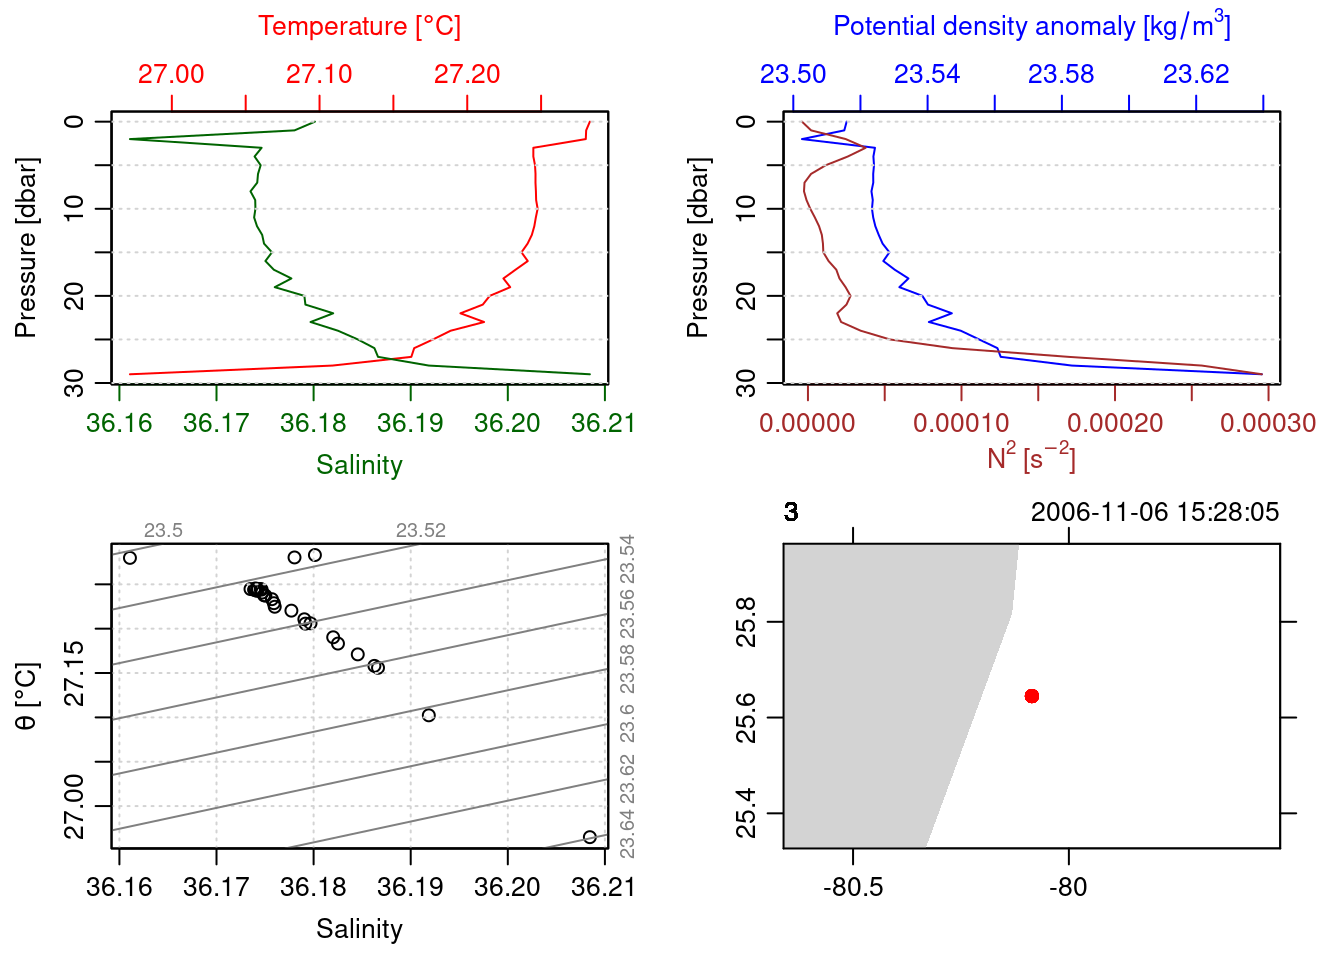 Temperature [°C]
27.00 27.10 27.20
Pressure [dbar]
0 10 20 30
36.16 36.17 36.18 36.19 36.20 36.21
Salinity
Potential density anomaly [kg/m³]
23.50 23.54 23.58 23.62
Pressure [dbar]
0 10 20 30
0.00000 0.00010 0.00020 0.00030
N² [s⁻²]
23.5 23.52
θ [°C]
27.15 27.00
23.54 23.56 23.58 23.6 23.62 23.64
36.16 36.17 36.18 36.19 36.20 36.21
Salinity
3 2006-11-06 15:28:05
25.8 25.6 25.4
-80.5 -80